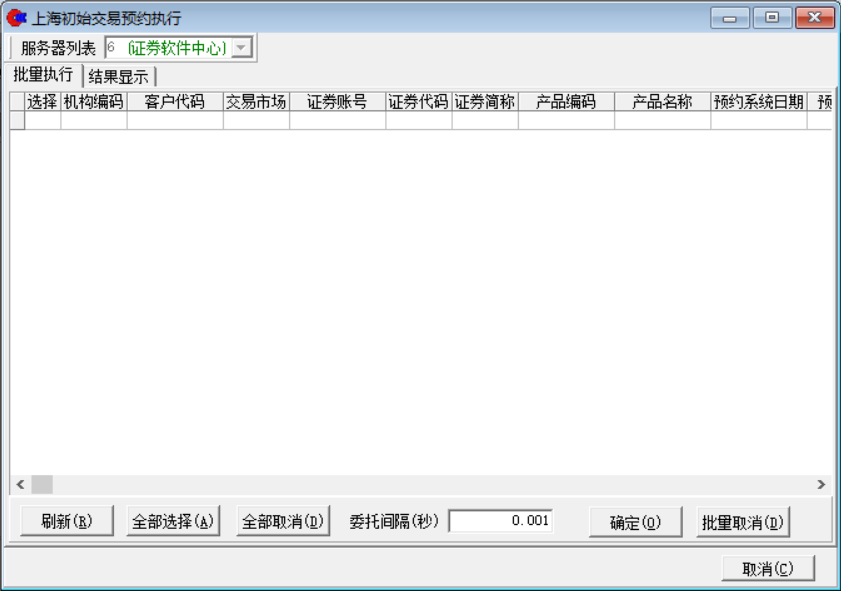 上海初始交易预约执行
服务器列表 6 (证券软件中心)
批量执行 结果显示
选择 机构编码 客户代码 交易市场 证券账号 证券代码 证券简称 产品编码 产品名称 预约系统日期 预
刷新(R) 全部选择(A) 全部取消(D) 委托间隔(秒) 0.001 确定(O) 批量取消(D)
取消(C)